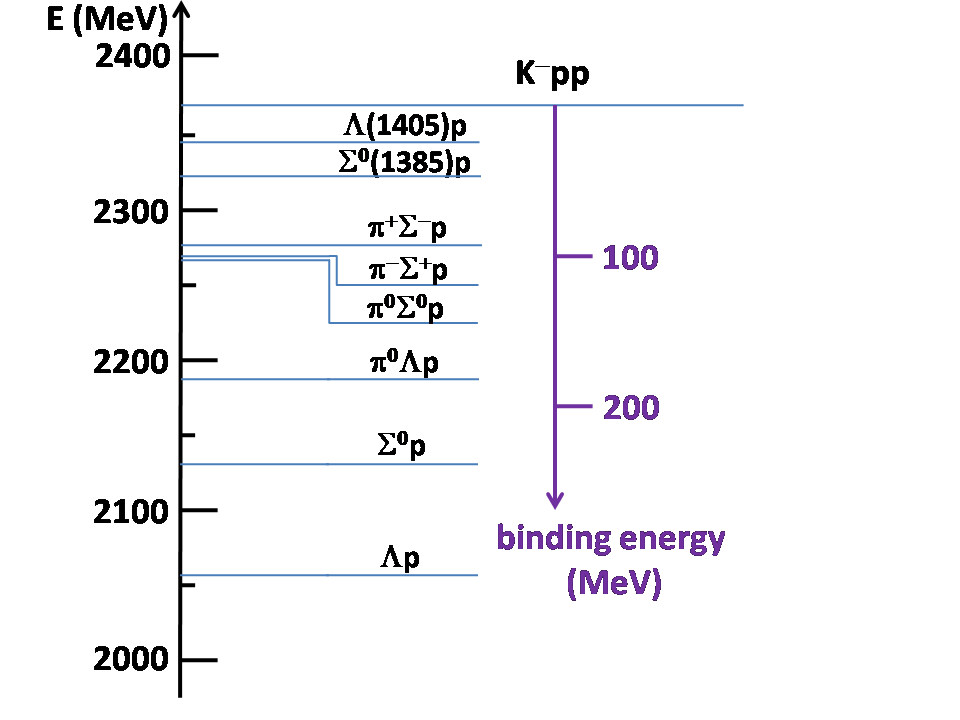 E (MeV)
2400
K⁻pp
Λ(1405)p
Σ⁰(1385)p
2300
π⁺Σ⁻p
100
π⁻Σ⁺p
π⁰Σ⁰p
2200
π⁰Λp
200
Σ⁰p
2100
binding energy
(MeV)
Λp
2000